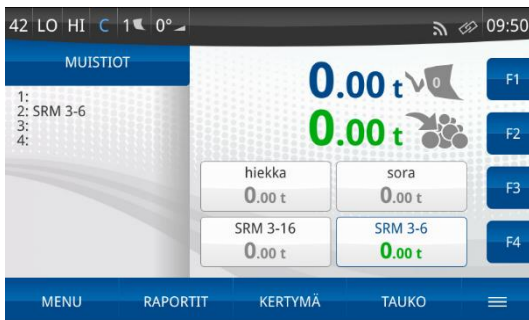 42 LO HI C 1 0° 09:50
MUISTIOT
1:
2: SRM 3-6
3:
4:
0.00 t 0
0.00 t
hiekka
0.00 t
sora
0.00 t
SRM 3-16
0.00 t
SRM 3-6
0.00 t
F1
F2
F3
F4
MENU RAPORTIT KERTYMÄ TAUKO